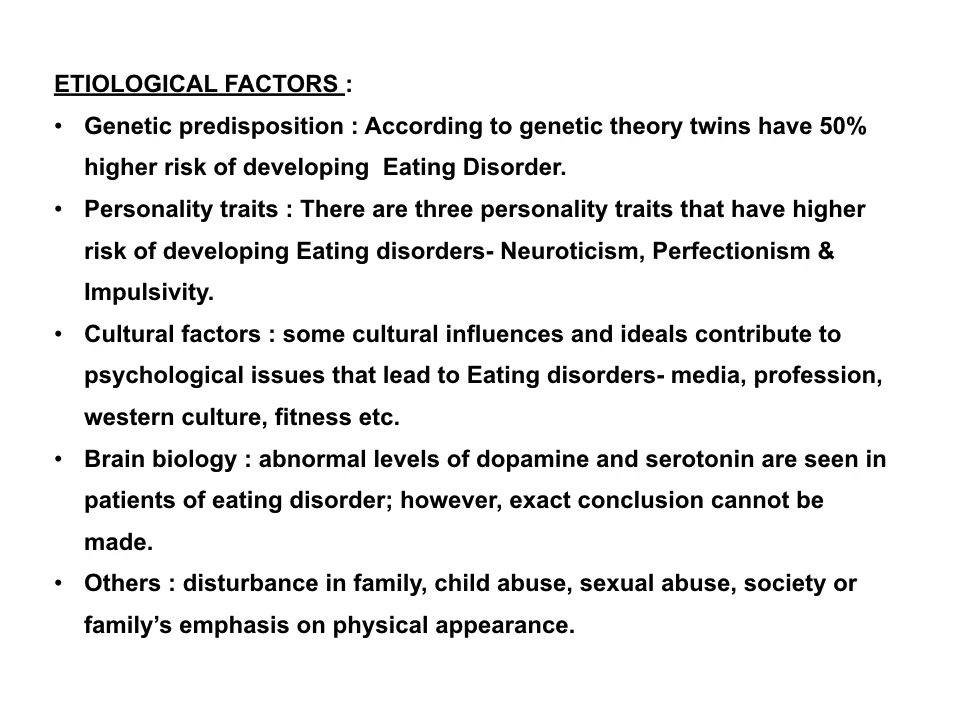 ETIOLOGICAL FACTORS :
• Genetic predisposition : According to genetic theory twins have 50%
higher risk of developing  Eating Disorder.
• Personality traits : There are three personality traits that have higher
risk of developing Eating disorders- Neuroticism, Perfectionism &
Impulsivity.
• Cultural factors : some cultural influences and ideals contribute to
psychological issues that lead to Eating disorders- media, profession,
western culture, fitness etc.
• Brain biology : abnormal levels of dopamine and serotonin are seen in
patients of eating disorder; however, exact conclusion cannot be
made.
• Others : disturbance in family, child abuse, sexual abuse, society or
family’s emphasis on physical appearance.